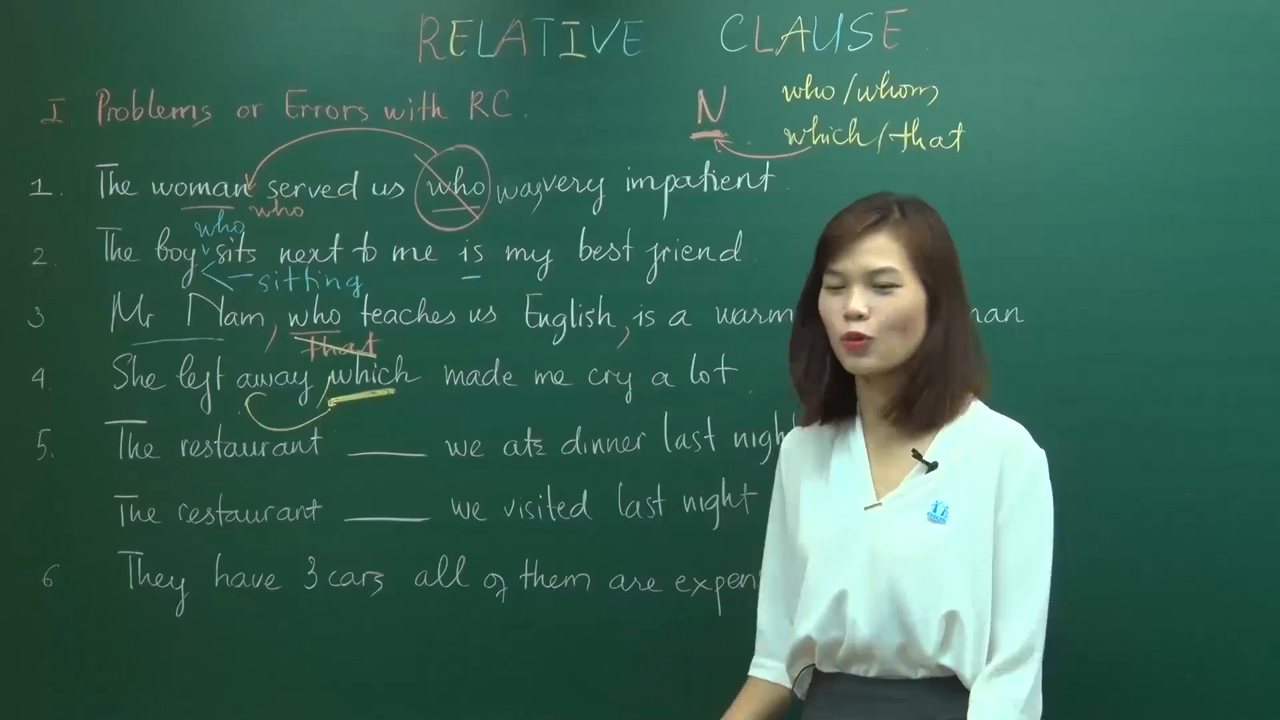 RELATIVE CLAUSE
I Problems or Errors with RC.
N
who/whom,
which/that
1. The woman served us who was very impatient.
who
who
2. The boy sits next to me is my best friend
sitting
3 Mr Nam, who teaches us English, is a warm man
that
4. She left away, which made me cry a lot.
5. The restaurant ____ we ate dinner last night
The restaurant ____ we visited last night
6 They have 3 cars all of them are expen